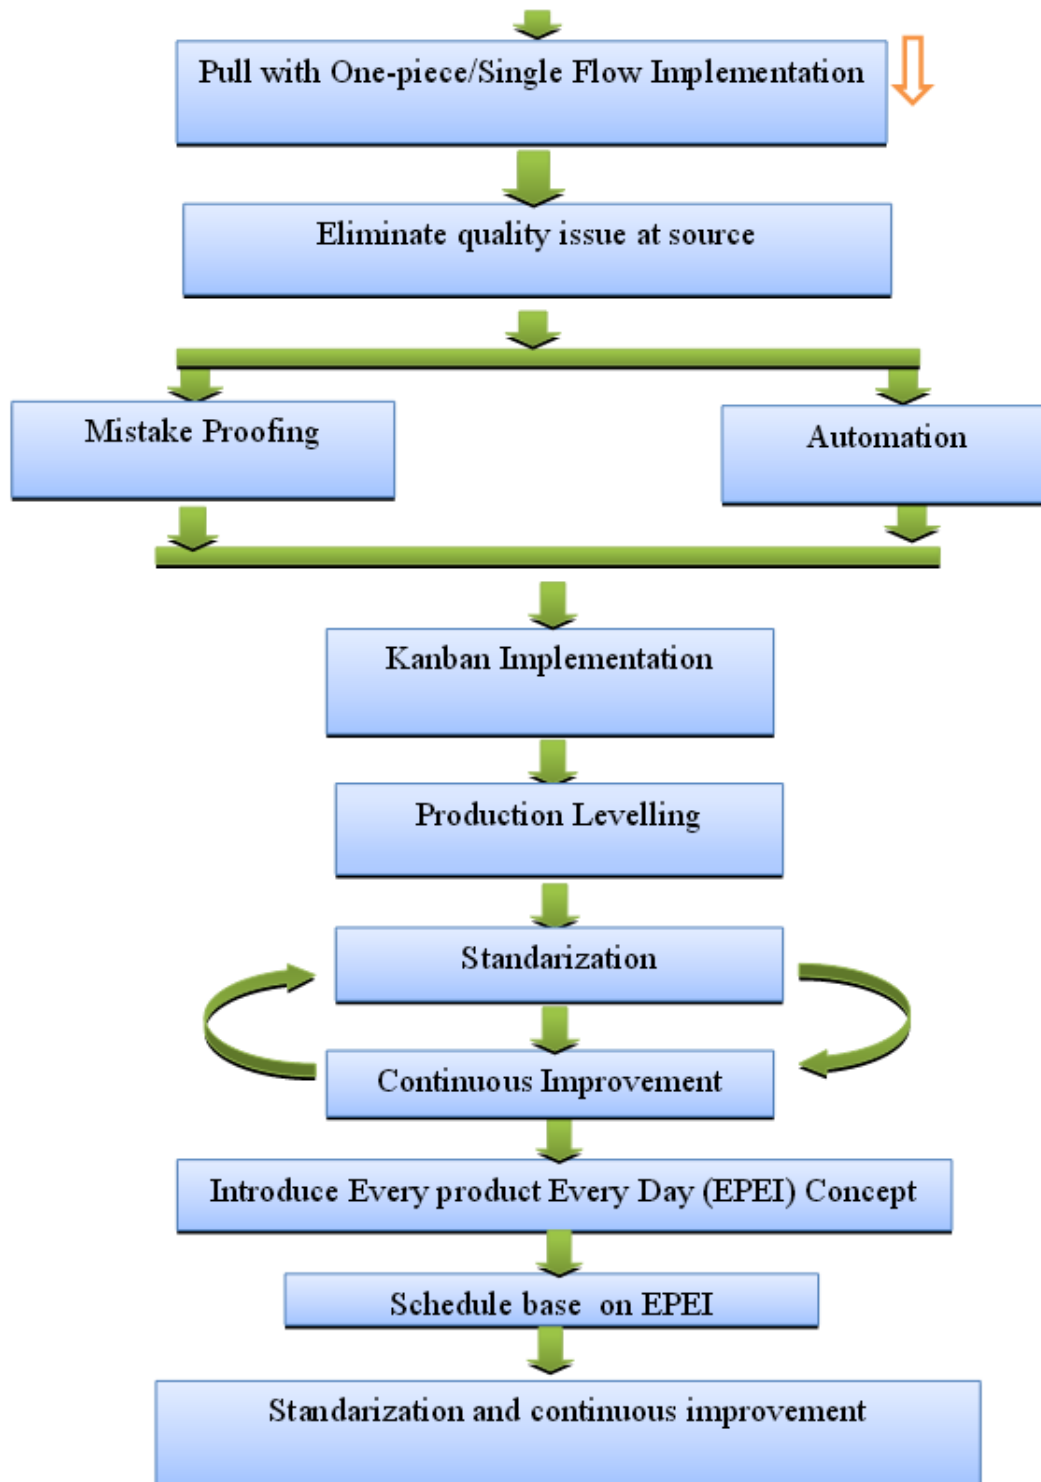 Pull with One-piece/Single Flow Implementation
Eliminate quality issue at source
Mistake Proofing
Automation
Kanban Implementation
Production Levelling
Standarization
Continuous Improvement
Introduce Every product Every Day (EPEI) Concept
Schedule base on EPEI
Standarization and continuous improvement